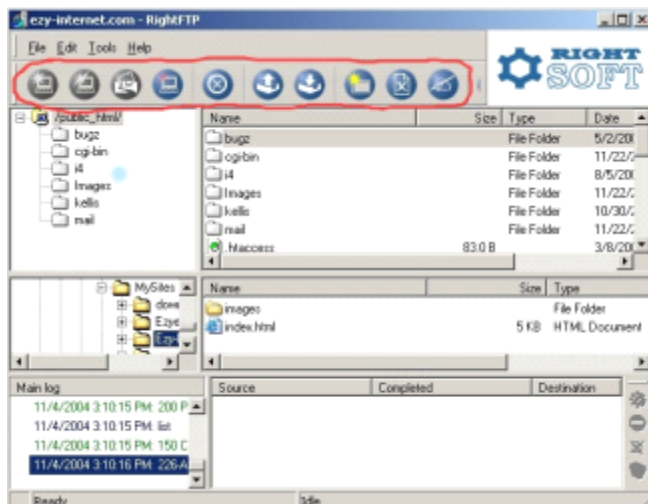 ezy-internet.com - RightFTP
File Edit Tools Help
RIGHT
SOFT
/public_html/
bugz
cgi-bin
i4
Images
kellis
mail
Name Size Type Date
bugz File Folder 5/2/20
cgi-bin File Folder 11/22/2
i4 File Folder 8/5/20
Images File Folder 11/22/2
kellis File Folder 10/30/2
mail File Folder 11/22/2
.htaccess 83.0 B 3/8/20
MySites
dow
Ezye
Ezy-
Name Size Type
images File Folder
index.html 5 KB HTML Document
Main log
11/4/2004 3:10:15 PM: 200 P
11/4/2004 3:10:15 PM: list
11/4/2004 3:10:15 PM: 150 C
11/4/2004 3:10:16 PM: 226-A
Source Completed Destination
Ready Idle